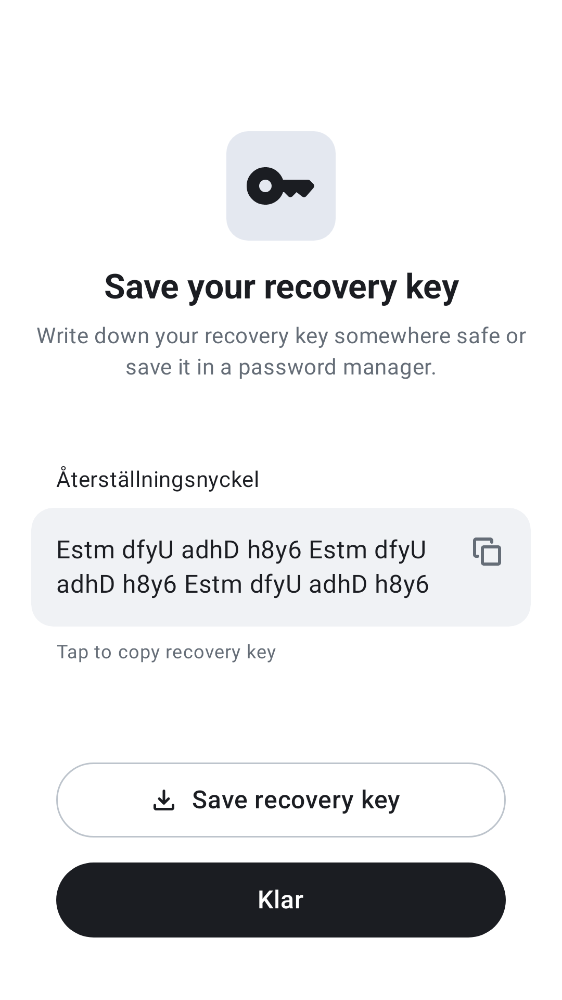 Save your recovery key
Write down your recovery key somewhere safe or
save it in a password manager.
Återställningsnyckel
Estm dfyU adhD h8y6 Estm dfyU
adhD h8y6 Estm dfyU adhD h8y6
Tap to copy recovery key
Save recovery key
Klar